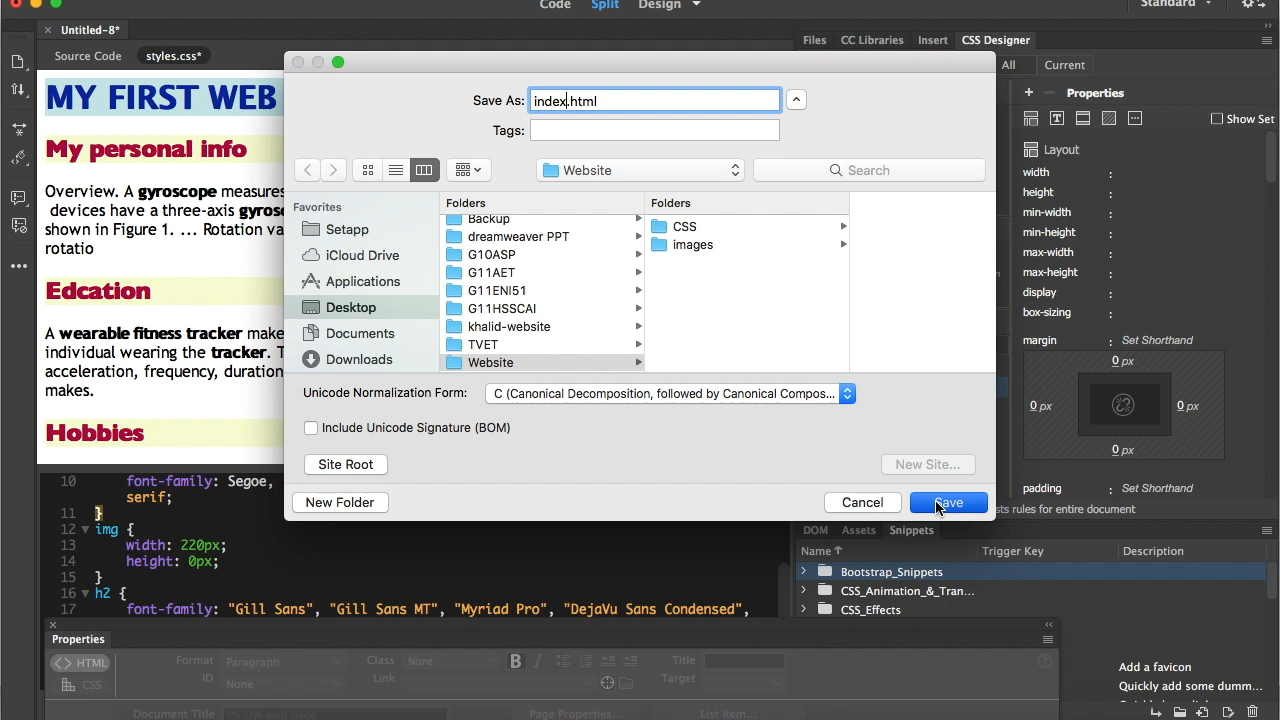 Code Split Design
Standard
Untitled-8*
Files CC Libraries Insert CSS Designer
Source Code styles.css*
All Current
MY FIRST WEB
Save As: index.html
Properties
Tags:
Show Set
My personal info
Layout
Website
Search
width :
Overview. A gyroscope measures
height :
devices have a three-axis gyros
Favorites
Folders
Folders
min-width :
shown in Figure 1. ... Rotation va
Setapp
Backup
CSS
min-height :
rotatio
iCloud Drive
dreamweaver PPT
images
max-width :
Applications
G10ASP
max-height :
Edcation
Desktop
G11AET
display :
Documents
G11ENI51
box-sizing :
Downloads
G11HSSCAI
khalid-website
TVET
Website
A wearable fitness tracker make
individual wearing the tracker. T
acceleration, frequency, duration
makes.
margin : Set Shorthand
0 px
0 px 0 px
0 px
Unicode Normalization Form: C (Canonical Decomposition, followed by Canonical Compos...
Include Unicode Signature (BOM)
Hobbies
Site Root New Site...
New Folder Cancel Save
padding : Set Shorthand
sts rules for entire document
10 font-family: Segoe,
serif;
11 }
12 img {
13 width: 220px;
14 height: 0px;
15 }
16 h2 {
17 font-family: "Gill Sans", "Gill Sans MT", "Myriad Pro", "DejaVu Sans Condensed",
DOM Assets Snippets
Name Trigger Key Description
Bootstrap_Snippets
CSS_Animation_&_Tran...
CSS_Effects
Properties
HTML Format Paragraph Class None B I Title
CSS ID None Link Target
Document Title Page Properties... List Item...
Add a favicon
Quickly add some dumm...